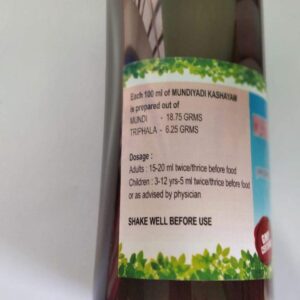 Each 100 ml of MUNDIYADI KASHAYAM
is prepared out of
MUNDI - 18.75 GRMS
TRIPHALA - 6.25 GRMS
Dosage :
Adults : 15-20 ml twice/thrice before food
Children : 3-12 yrs-5 ml twice/thrice before food
or as advised by physician
SHAKE WELL BEFORE USE